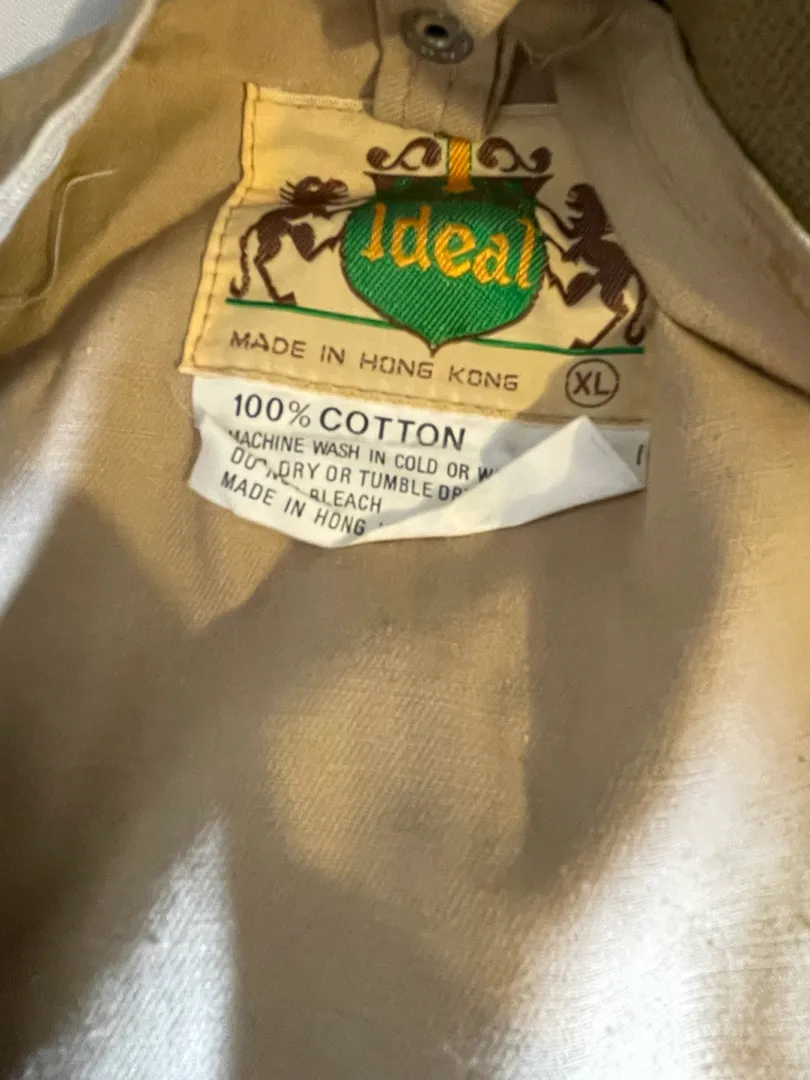 Ideal
MADE IN HONG KONG XL
100% COTTON
MACHINE WASH IN COLD OR
DRY OR TUMBLE
BLEACH
MADE IN HONG